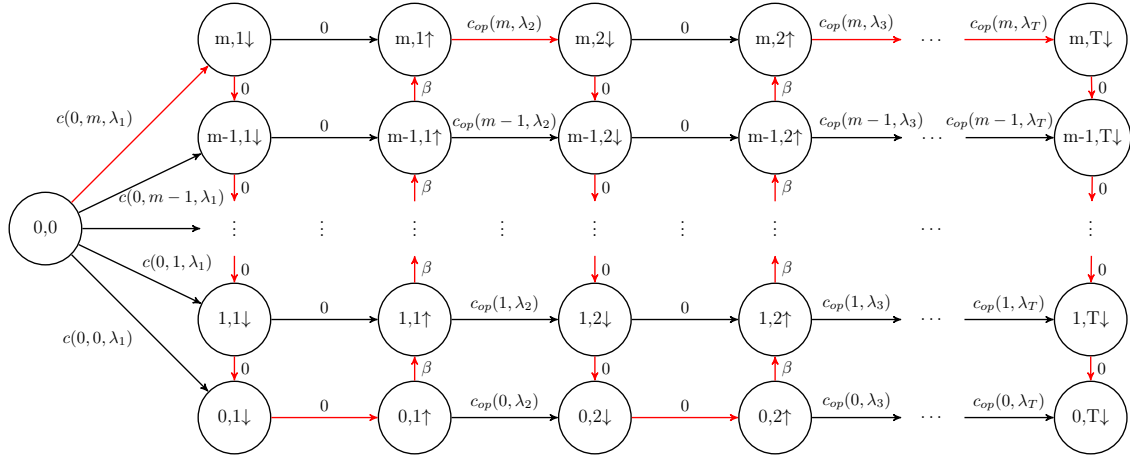 m,1↓ 0 m,1↑ c_op(m, λ_2) m,2↓ 0 m,2↑ c_op(m, λ_3) ··· c_op(m, λ_T) m,T↓
c(0, m, λ_1) 0 β 0 β 0
m-1,1↓ 0 m-1,1↑ c_op(m − 1, λ_2) m-1,2↓ 0 m-1,2↑ c_op(m − 1, λ_3) ··· c_op(m − 1, λ_T) m-1,T↓
c(0, m − 1, λ_1) 0 β 0 β 0
0,0 ⋮ ⋮ ⋮ ⋮ ⋮ ⋮ ⋮ ··· ⋮
c(0, 1, λ_1) 0 β 0 β 0
1,1↓ 0 1,1↑ c_op(1, λ_2) 1,2↓ 0 1,2↑ c_op(1, λ_3) ··· c_op(1, λ_T) 1,T↓
c(0, 0, λ_1) 0 β 0 β 0
0,1↓ 0 0,1↑ c_op(0, λ_2) 0,2↓ 0 0,2↑ c_op(0, λ_3) ··· c_op(0, λ_T) 0,T↓